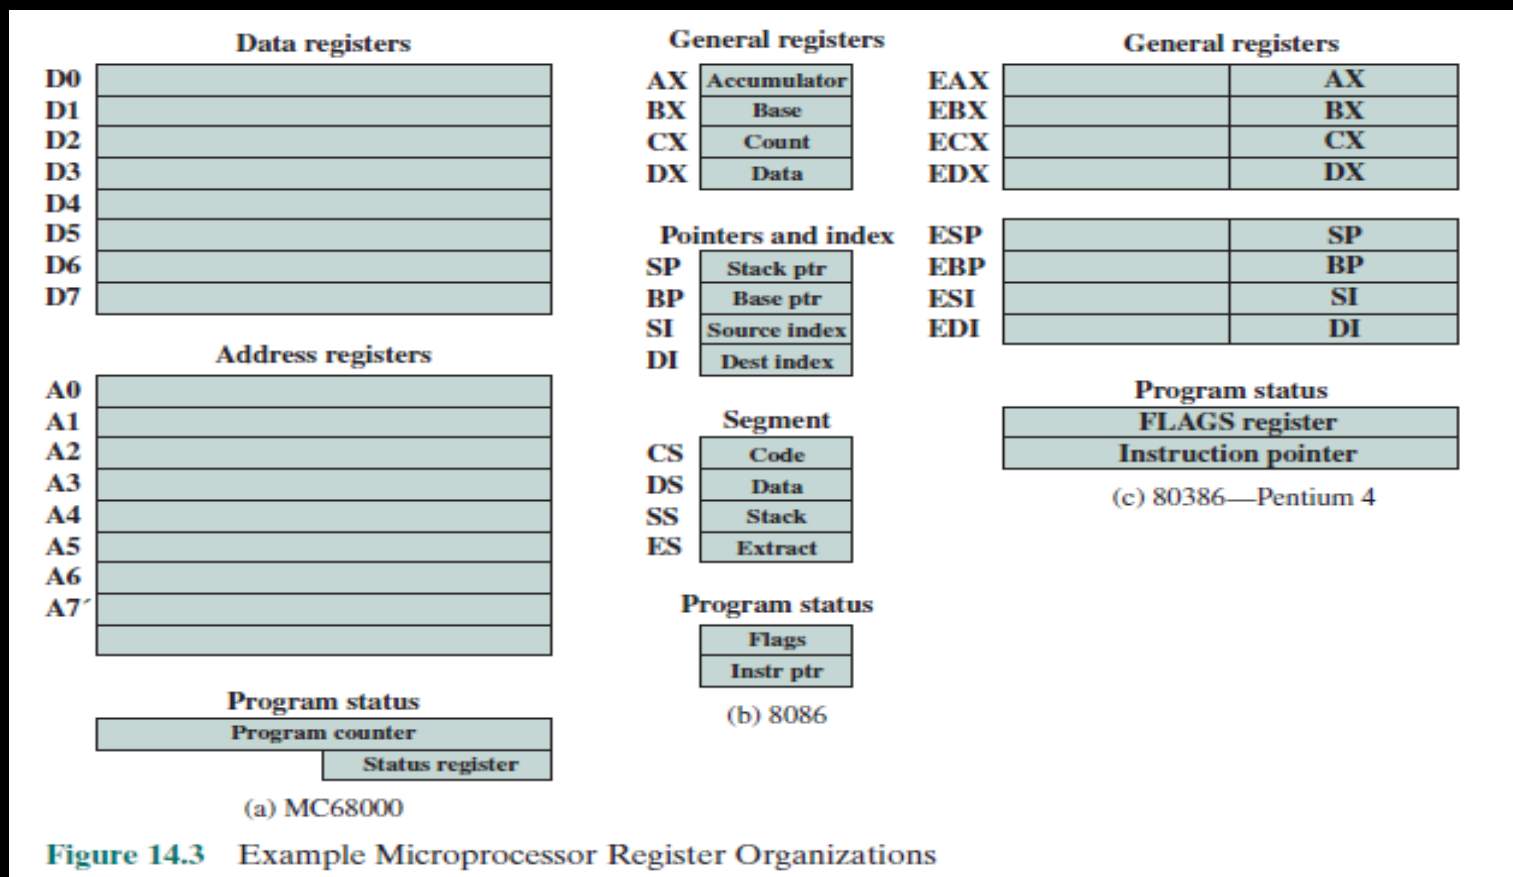 Data registers
D0
D1
D2
D3
D4
D5
D6
D7
Address registers
A0
A1
A2
A3
A4
A5
A6
A7´
Program status
Program counter
Status register
(a) MC68000
General registers
AX Accumulator
BX Base
CX Count
DX Data
Pointers and index
SP Stack ptr
BP Base ptr
SI Source index
DI Dest index
Segment
CS Code
DS Data
SS Stack
ES Extract
Program status
Flags
Instr ptr
(b) 8086
General registers
EAX AX
EBX BX
ECX CX
EDX DX
ESP SP
EBP BP
ESI SI
EDI DI
Program status
FLAGS register
Instruction pointer
(c) 80386—Pentium 4
Figure 14.3 Example Microprocessor Register Organizations